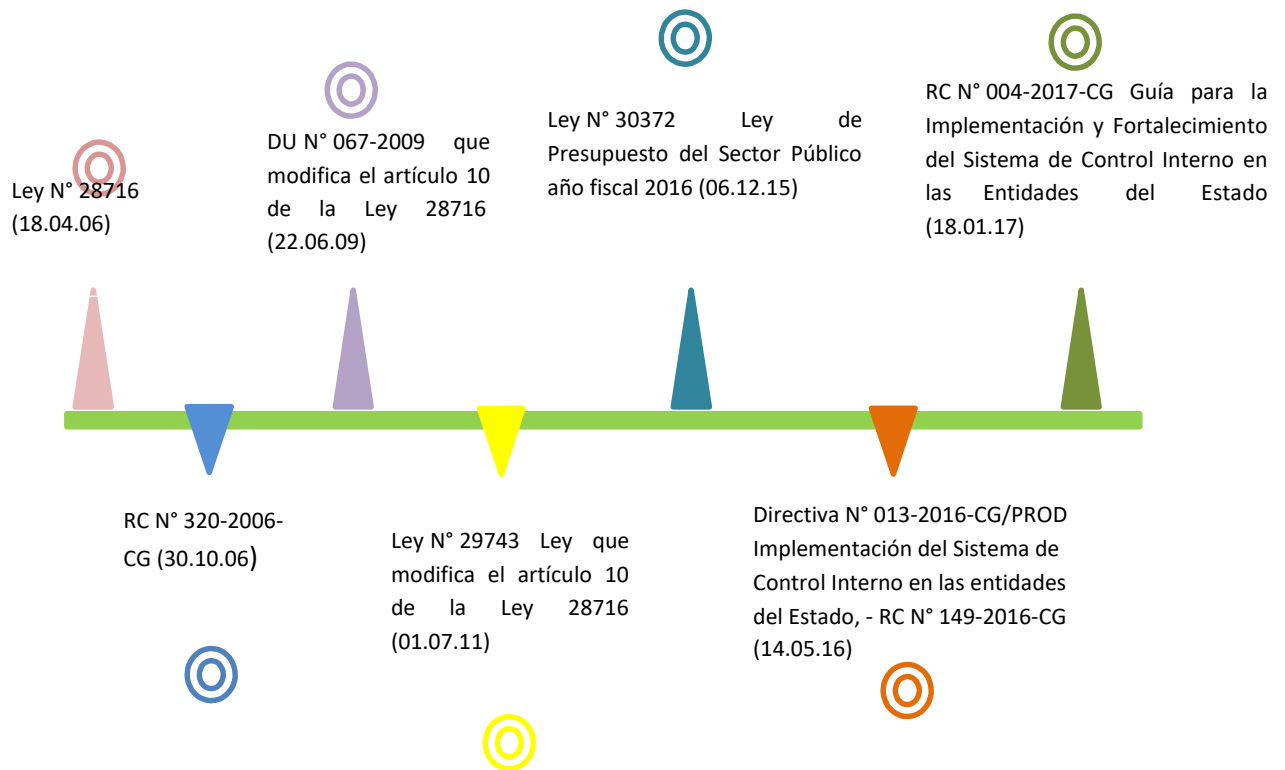 Ley N° 28716
(18.04.06)
RC N° 320-2006-
CG (30.10.06)
DU N° 067-2009 que
modifica el artículo 10
de la Ley 28716
(22.06.09)
Ley N° 29743 Ley que
modifica el artículo 10
de la Ley 28716
(01.07.11)
Ley N° 30372 Ley de
Presupuesto del Sector Público
año fiscal 2016 (06.12.15)
Directiva N° 013-2016-CG/PROD
Implementación del Sistema de
Control Interno en las entidades
del Estado, - RC N° 149-2016-CG
(14.05.16)
RC N° 004-2017-CG Guía para la
Implementación y Fortalecimiento
del Sistema de Control Interno en
las Entidades del Estado
(18.01.17)